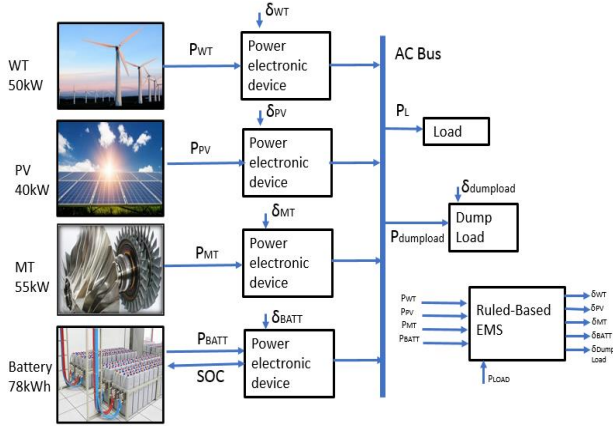 δWT
WT
50kW
PWT
Power
electronic
device
AC Bus
δPV
PV
40kW
PPV
Power
electronic
device
PL
Load
δMT
MT
55kW
PMT
Power
electronic
device
δdumpload
Pdumpload
Dump
Load
δBATT
Battery
78kWh
PBATT
SOC
Power
electronic
device
PWT
PPV
PMT
PBATT
Ruled-Based
EMS
δWT
δPV
δMT
δBATT
δDump
Load
PLOAD